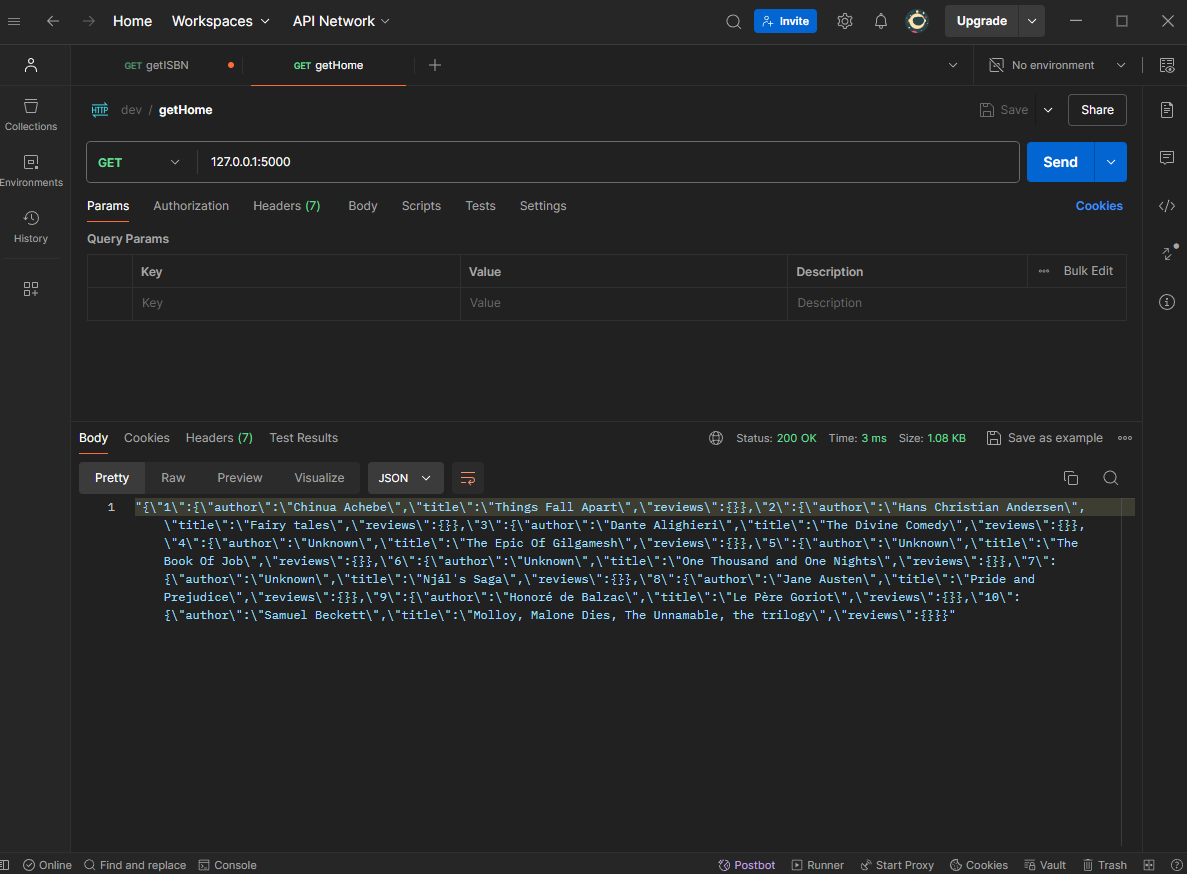 Home Workspaces API Network Invite Upgrade
GET getISBN GET getHome No environment
HTTP dev / getHome Save Share
Collections
Environments
History
GET 127.0.0.1:5000 Send
Params Authorization Headers (7) Body Scripts Tests Settings Cookies
Query Params
Key Value Description Bulk Edit
Key Value Description
Body Cookies Headers (7) Test Results Status: 200 OK Time: 3 ms Size: 1.08 KB Save as example
Pretty Raw Preview Visualize JSON
1 "{\"1\":{\"author\":\"Chinua Achebe\",\"title\":\"Things Fall Apart\",\"reviews\":{}},\"2\":{\"author\":\"Hans Christian Andersen\",
\"title\":\"Fairy tales\",\"reviews\":{}},\"3\":{\"author\":\"Dante Alighieri\",\"title\":\"The Divine Comedy\",\"reviews\":{}},
\"4\":{\"author\":\"Unknown\",\"title\":\"The Epic Of Gilgamesh\",\"reviews\":{}},\"5\":{\"author\":\"Unknown\",\"title\":\"The
Book Of Job\",\"reviews\":{}},\"6\":{\"author\":\"Unknown\",\"title\":\"One Thousand and One Nights\",\"reviews\":{}},\"7\":
{\"author\":\"Unknown\",\"title\":\"Njál's Saga\",\"reviews\":{}},\"8\":{\"author\":\"Jane Austen\",\"title\":\"Pride and
Prejudice\",\"reviews\":{}},\"9\":{\"author\":\"Honoré de Balzac\",\"title\":\"Le Père Goriot\",\"reviews\":{}},\"10\":
{\"author\":\"Samuel Beckett\",\"title\":\"Molloy, Malone Dies, The Unnamable, the trilogy\",\"reviews\":{}}}"
Online Find and replace Console Postbot Runner Start Proxy Cookies Vault Trash